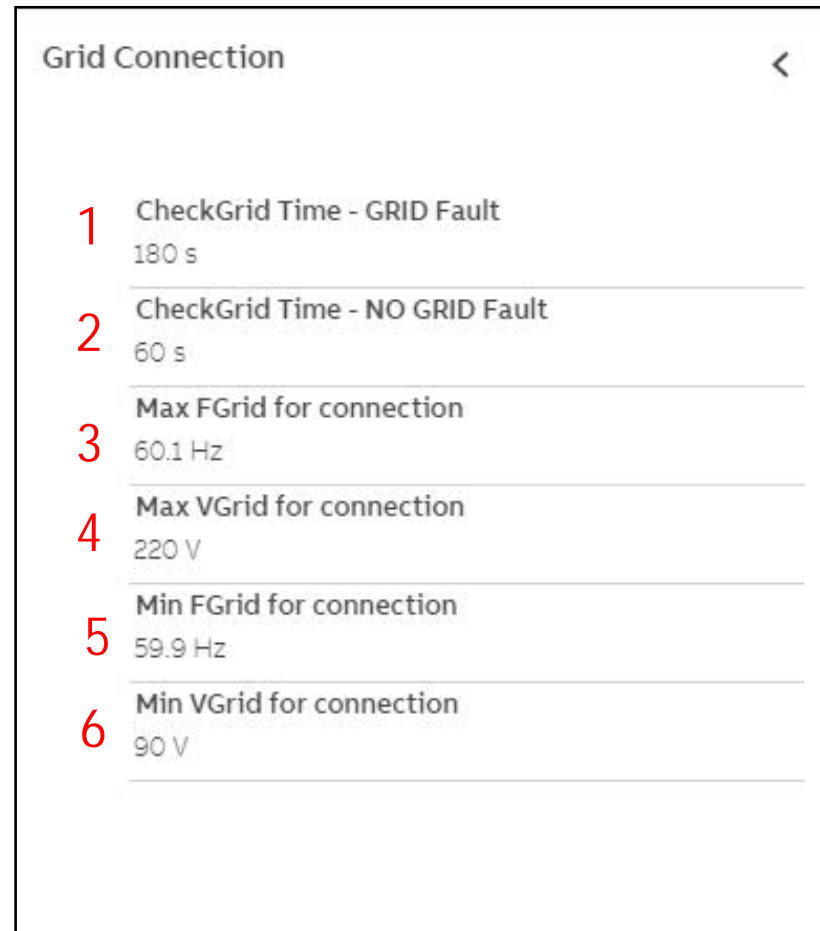 Grid Connection
1 CheckGrid Time - GRID Fault
180 s
2 CheckGrid Time - NO GRID Fault
60 s
3 Max FGrid for connection
60.1 Hz
4 Max VGrid for connection
220 V
5 Min FGrid for connection
59.9 Hz
6 Min VGrid for connection
90 V